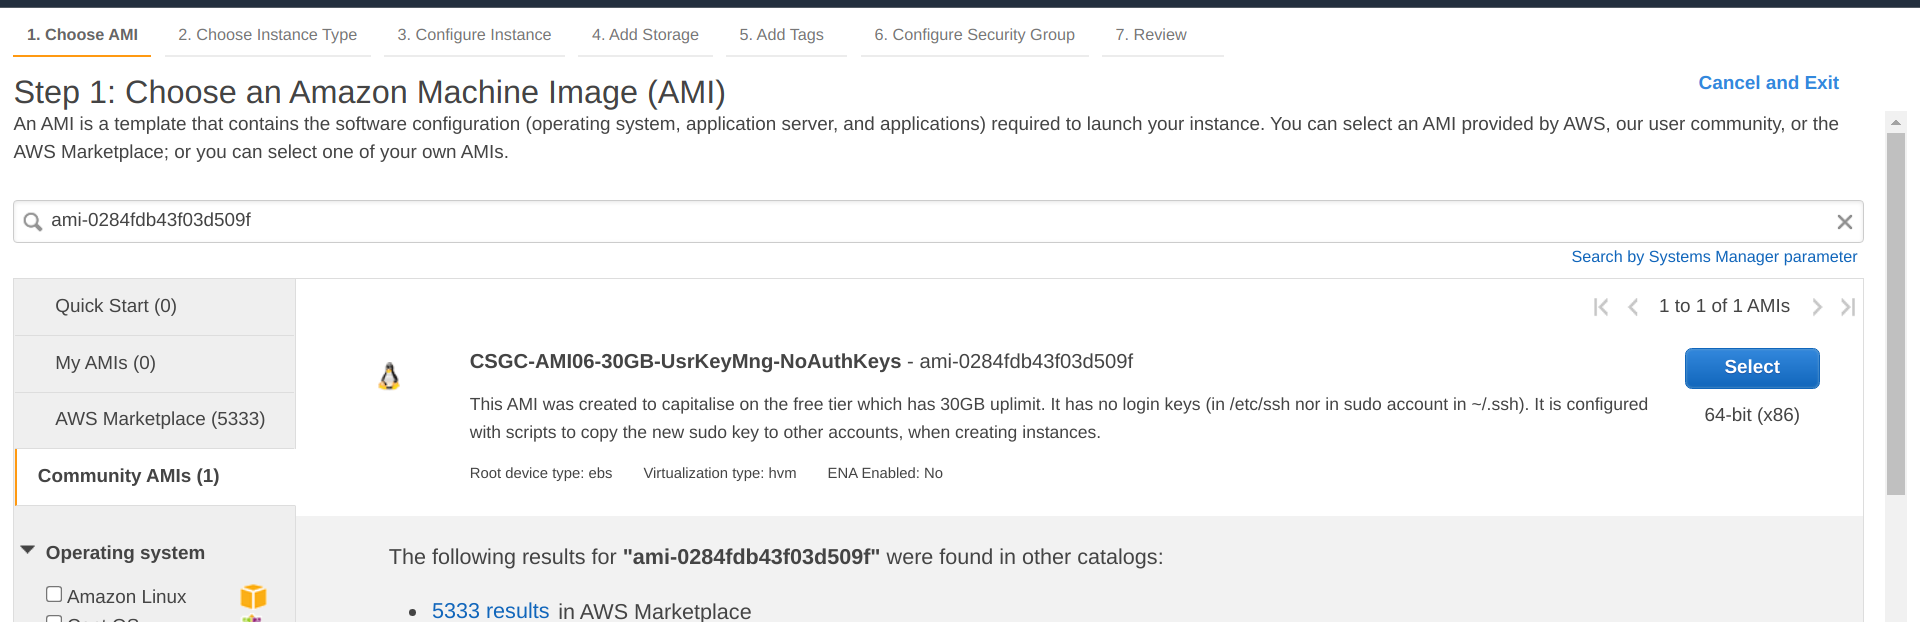 1. Choose AMI 2. Choose Instance Type 3. Configure Instance 4. Add Storage 5. Add Tags 6. Configure Security Group 7. Review
Step 1: Choose an Amazon Machine Image (AMI)
Cancel and Exit
An AMI is a template that contains the software configuration (operating system, application server, and applications) required to launch your instance. You can select an AMI provided by AWS, our user community, or the
AWS Marketplace; or you can select one of your own AMIs.
ami-0284fdb43f03d509f
Search by Systems Manager parameter
Quick Start (0)
My AMIs (0)
AWS Marketplace (5333)
Community AMIs (1)
Operating system
Amazon Linux
1 to 1 of 1 AMIs
CSGC-AMI06-30GB-UsrKeyMng-NoAuthKeys - ami-0284fdb43f03d509f
Select
64-bit (x86)
This AMI was created to capitalise on the free tier which has 30GB uplimit. It has no login keys (in /etc/ssh nor in sudo account in ~/.ssh). It is configured
with scripts to copy the new sudo key to other accounts, when creating instances.
Root device type: ebs Virtualization type: hvm ENA Enabled: No
The following results for "ami-0284fdb43f03d509f" were found in other catalogs:
5333 results in AWS Marketplace